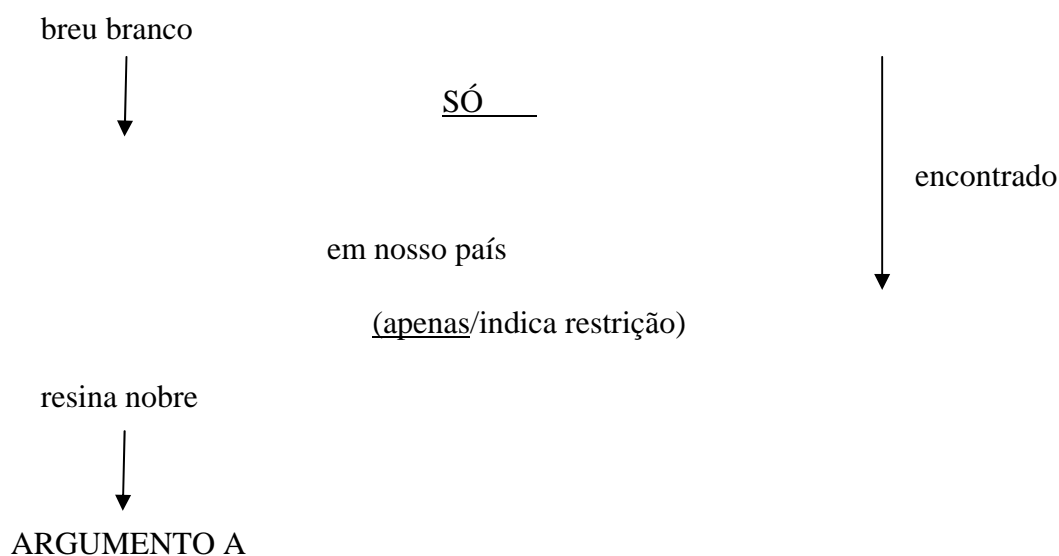 breu branco
SÓ
encontrado
em nosso país
(apenas/indica restrição)
resina nobre
ARGUMENTO A